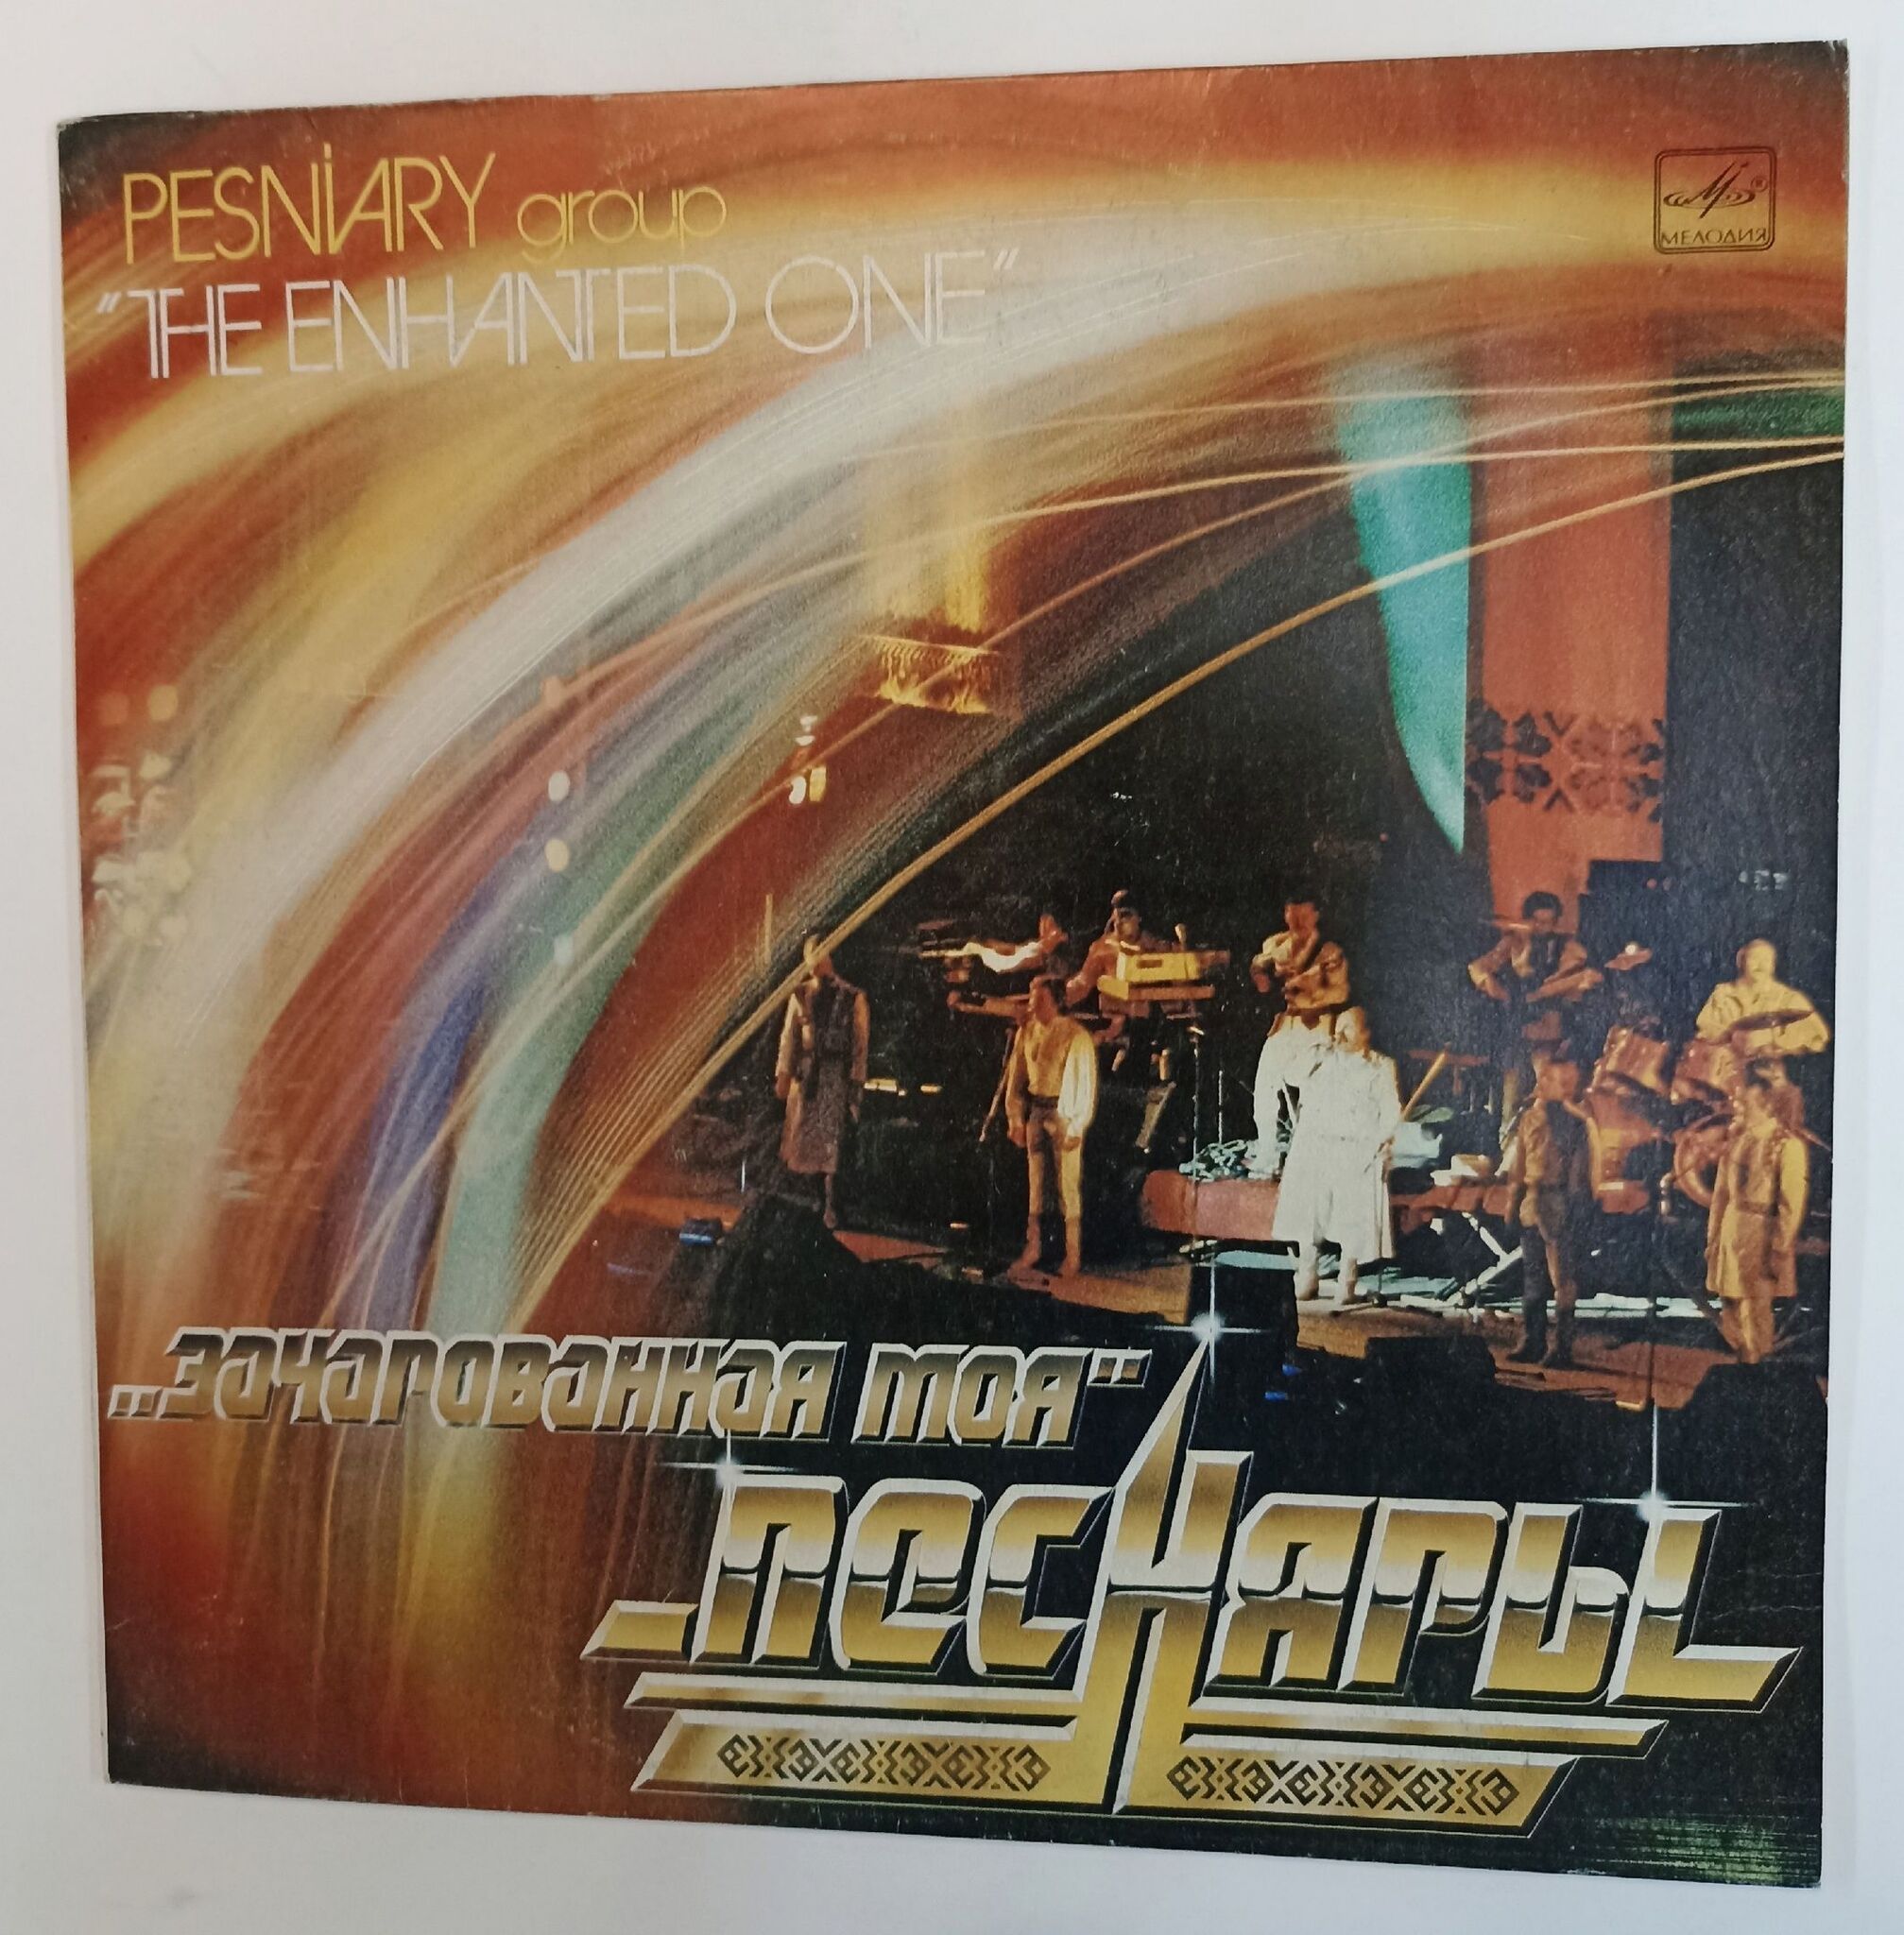 PESNiARY group
"THE ENHANTED ONE"
МЕЛОДИЯ
„Зачарованная моя"
ПЕСНЯРЫ